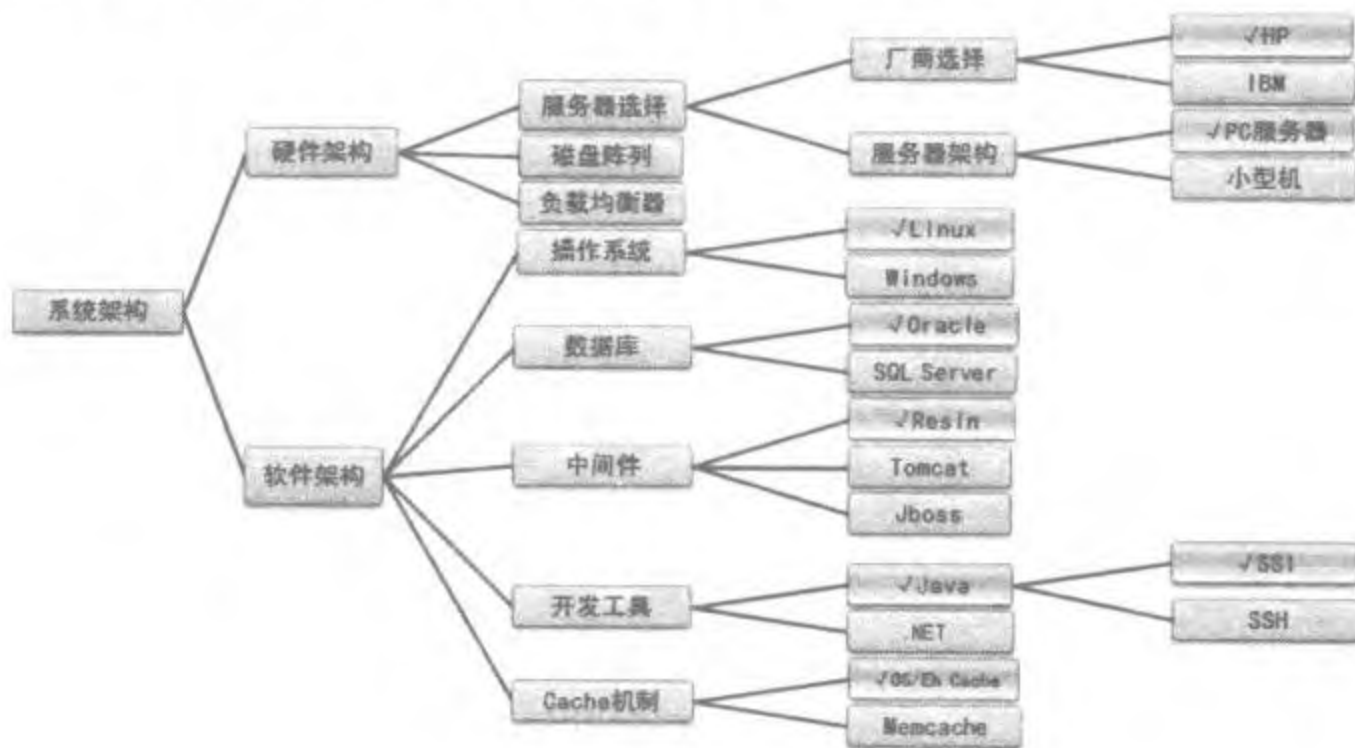 系统架构
硬件架构
服务器选择
厂商选择
√HP
IBM
服务器架构
√PC服务器
小型机
磁盘阵列
负载均衡器
软件架构
操作系统
√Linux
Windows
数据库
√Oracle
SQL Server
中间件
√Resin
Tomcat
Jboss
开发工具
√Java
√SSI
SSH
.NET
Cache机制
√OS/Eh Cache
Memcache